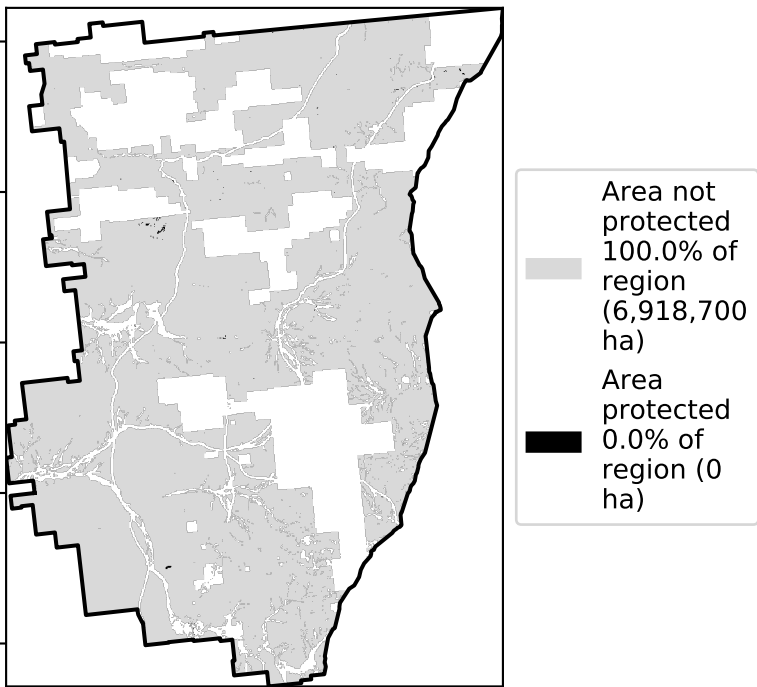 Area not
protected
100.0% of
region
(6,918,700
ha)
Area
protected
0.0% of
region (0
ha)